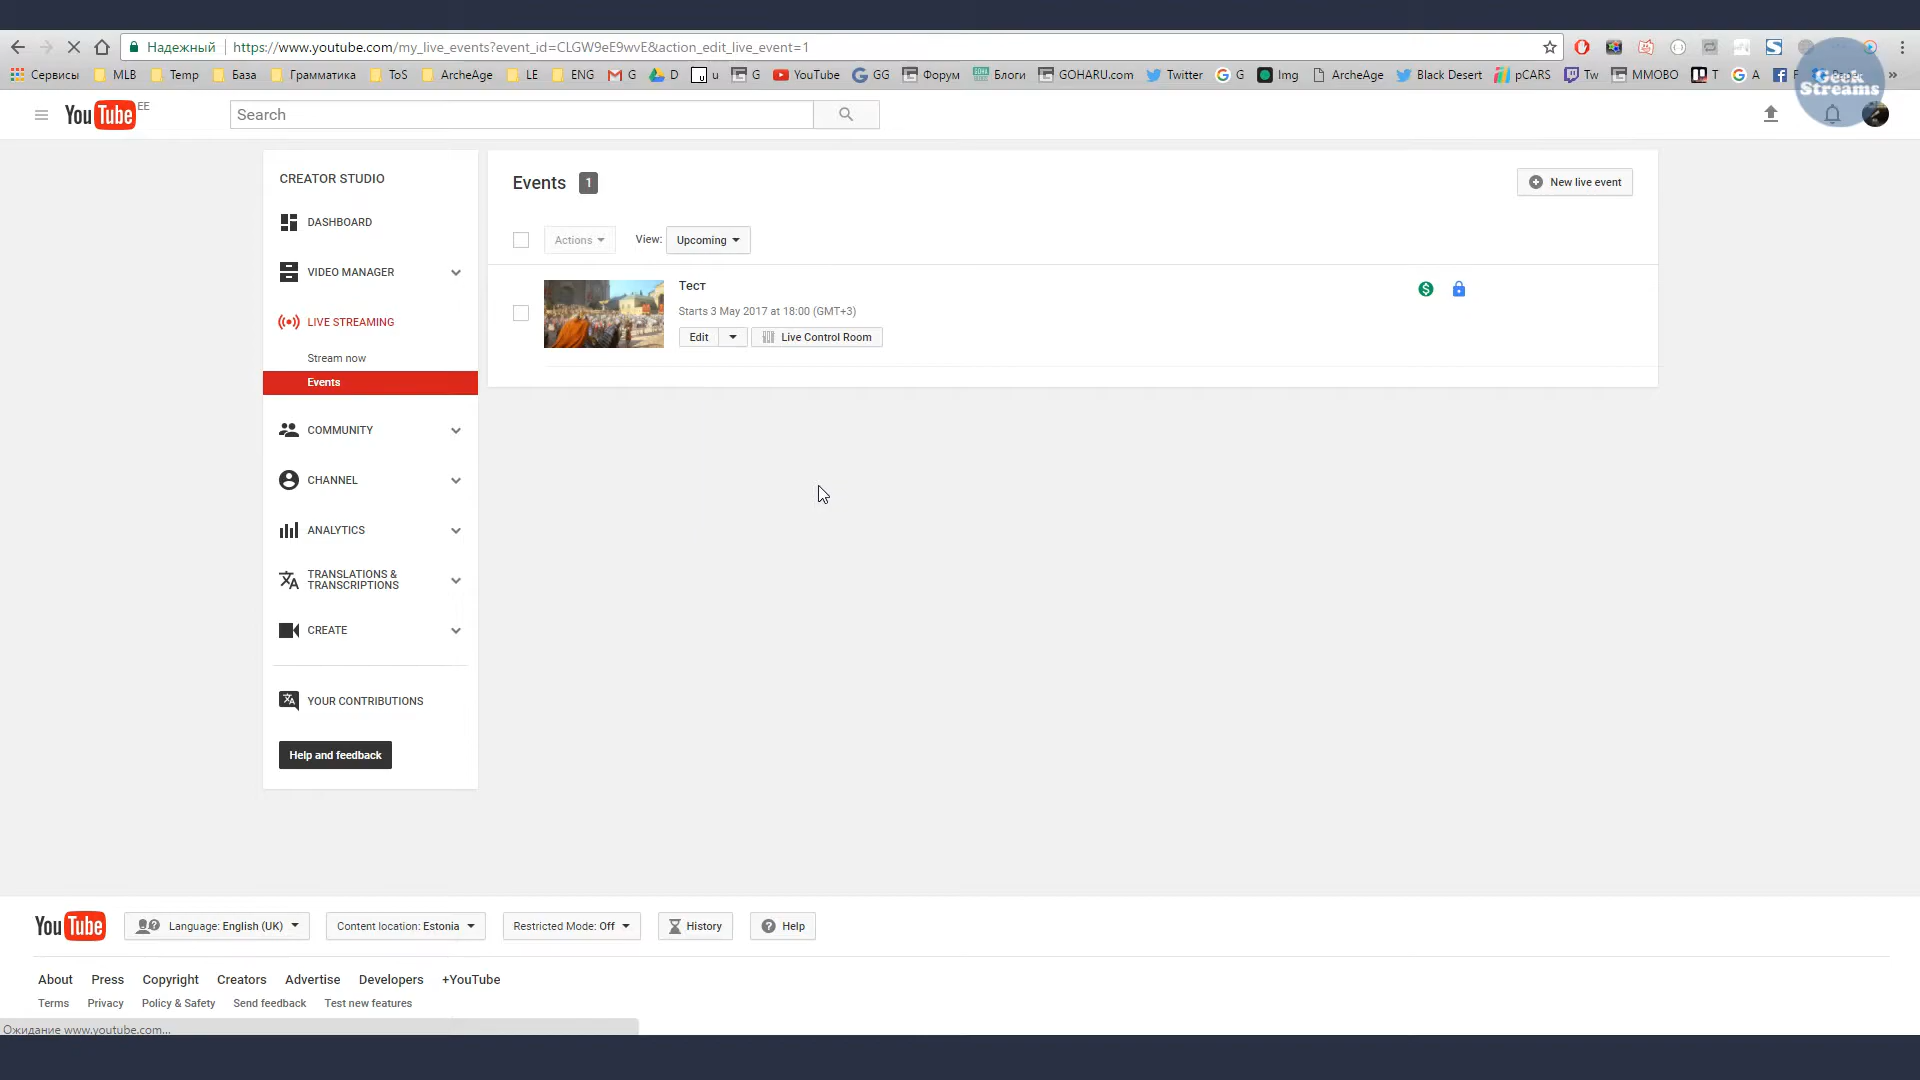 Надежный https://www.youtube.com/my_live_events?event_id=CLGW9eE9wvE&action_edit_live_event=1
Сервисы MLB Temp База Грамматика ToS ArcheAge LE ENG G D u G YouTube GG Форум Блоги GOHARU.com Twitter G Img ArcheAge Black Desert pCARS Tw MMOBO T A F
Geek
Streams
YouTube EE Search
CREATOR STUDIO
DASHBOARD
VIDEO MANAGER
LIVE STREAMING
Stream now
Events
COMMUNITY
CHANNEL
ANALYTICS
TRANSLATIONS &
TRANSCRIPTIONS
CREATE
YOUR CONTRIBUTIONS
Help and feedback
Events 1 New live event
Actions View: Upcoming
Тест
Starts 3 May 2017 at 18:00 (GMT+3)
Edit Live Control Room
YouTube Language: English (UK) Content location: Estonia Restricted Mode: Off History Help
About Press Copyright Creators Advertise Developers +YouTube
Terms Privacy Policy & Safety Send feedback Test new features
Ожидание www.youtube.com...